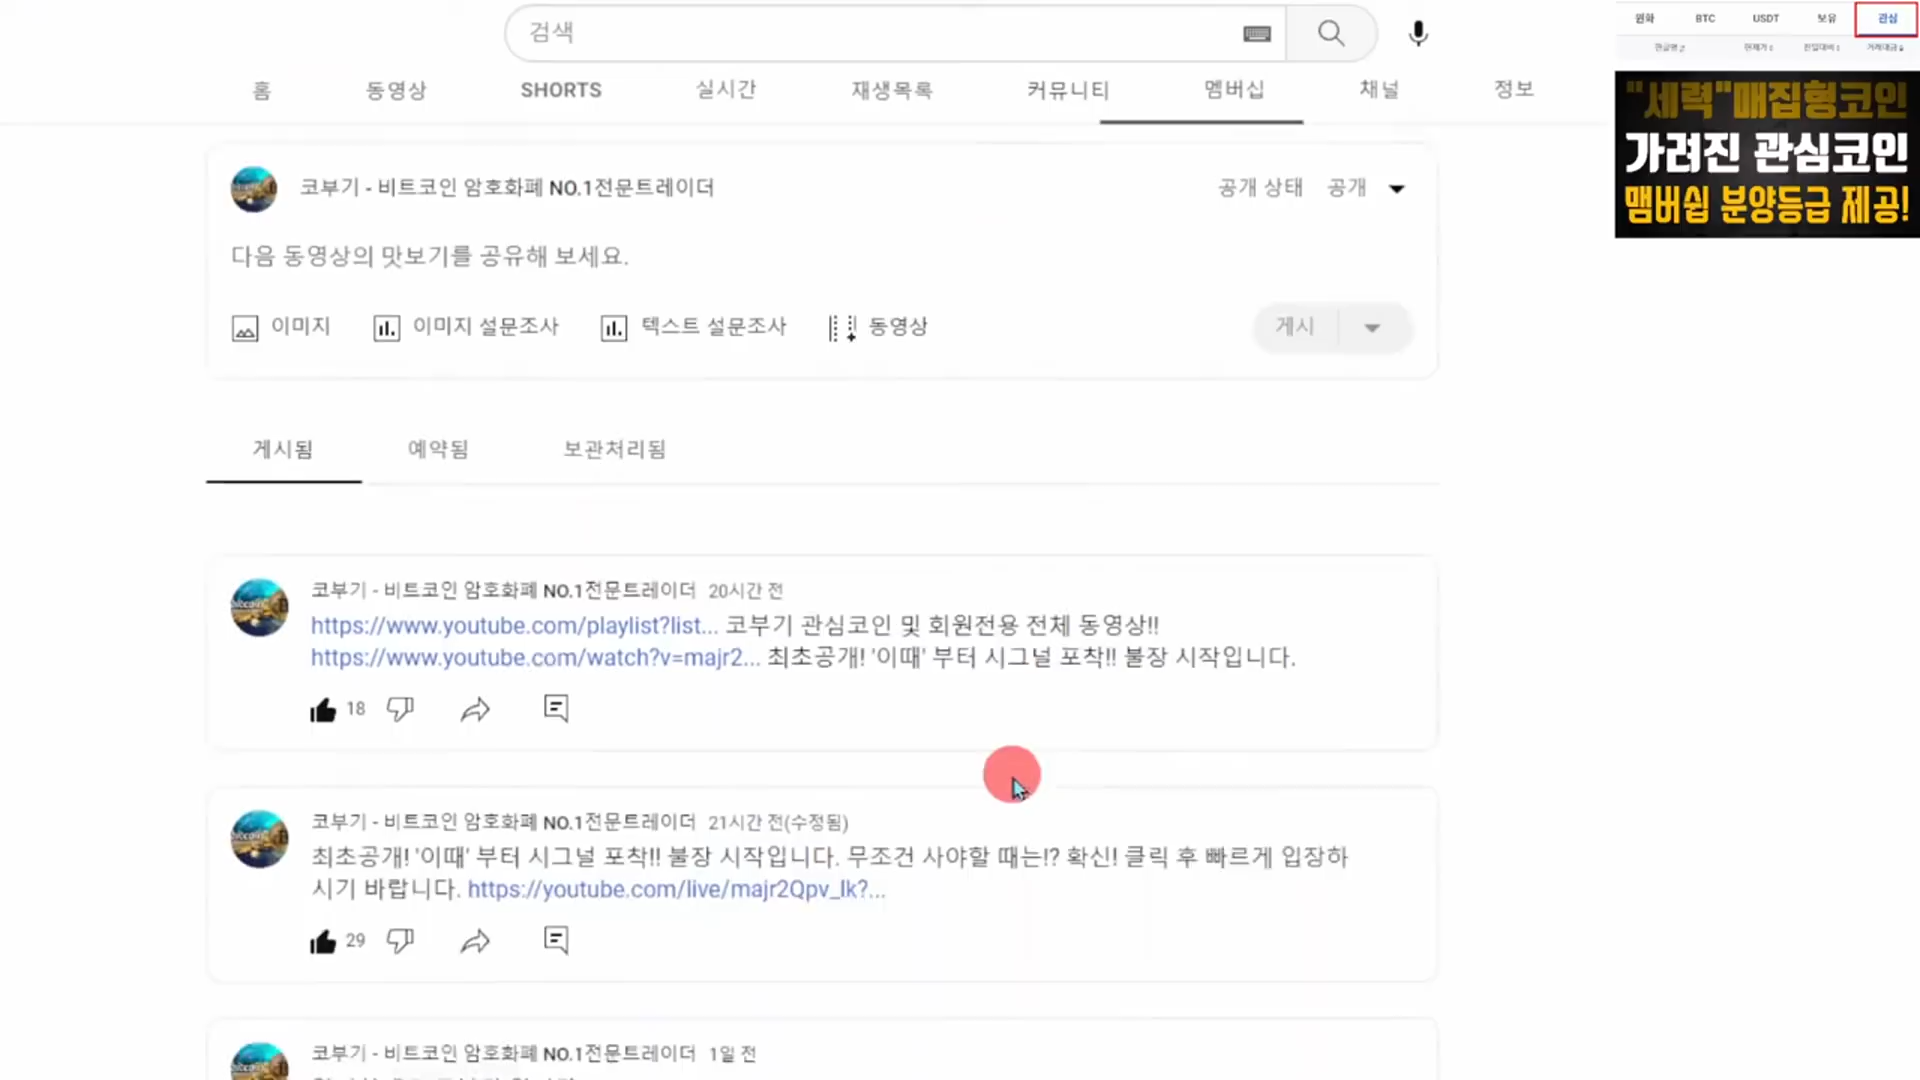 검색
홈 동영상 SHORTS 실시간 재생목록 커뮤니티 멤버십 채널 정보
원화 BTC USDT 보유 관심
한글명 현재가 전일대비 거래대금
"세력"매집형코인
가려진 관심코인
맴버쉽 분양등급 제공!
코부기 - 비트코인 암호화폐 NO.1전문트레이더 공개 상태 공개
다음 동영상의 맛보기를 공유해 보세요.
이미지 이미지 설문조사 텍스트 설문조사 동영상 게시
게시됨 예약됨 보관처리됨
코부기 - 비트코인 암호화폐 NO.1전문트레이더 20시간 전
https://www.youtube.com/playlist?list... 코부기 관심코인 및 회원전용 전체 동영상!!
https://www.youtube.com/watch?v=majr2... 최초공개! '이때' 부터 시그널 포착!! 불장 시작입니다.
18
코부기 - 비트코인 암호화폐 NO.1전문트레이더 21시간 전(수정됨)
최초공개! '이때' 부터 시그널 포착!! 불장 시작입니다. 무조건 사야할 때는!? 확신! 클릭 후 빠르게 입장하
시기 바랍니다. https://youtube.com/live/majr2Qpv_Ik?...
29
코부기 - 비트코인 암호화폐 NO.1전문트레이더 1일 전